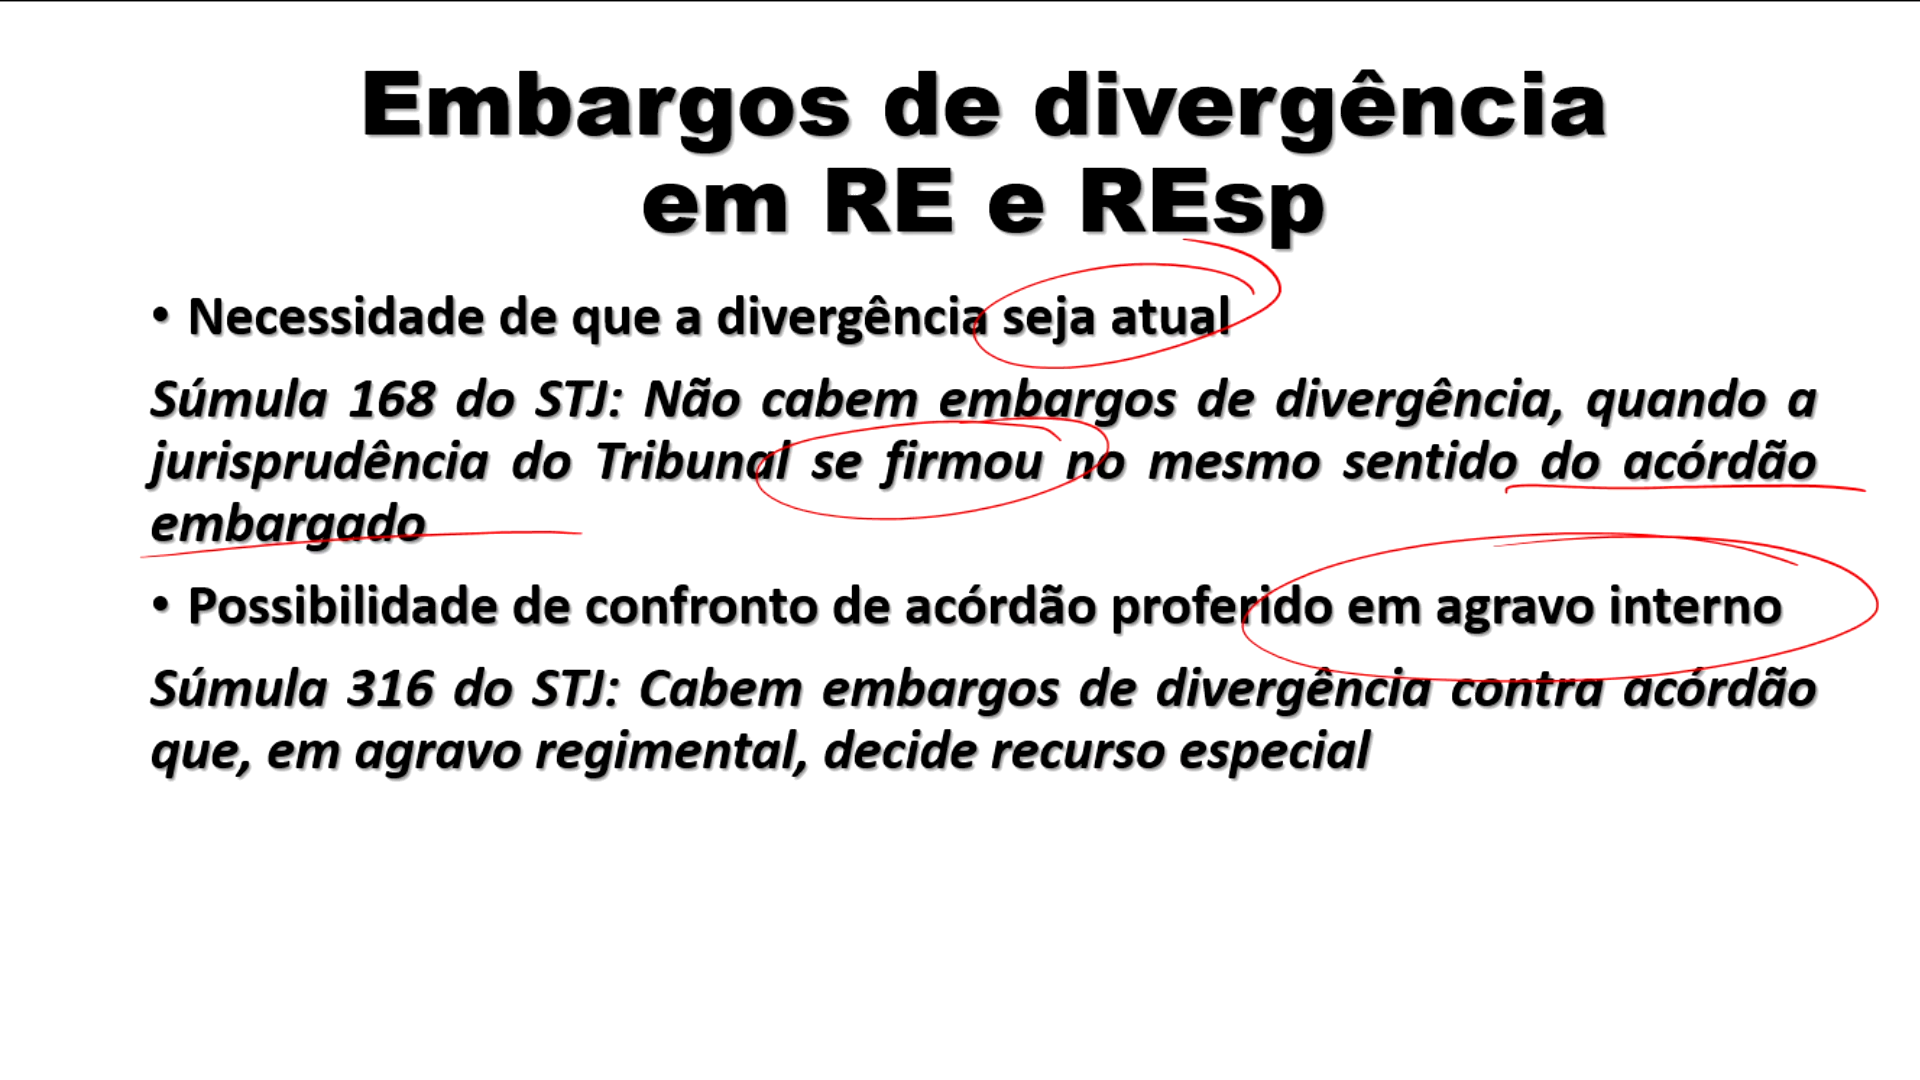 Embargos de divergência
em RE e REsp
• Necessidade de que a divergência seja atual
Súmula 168 do STJ: Não cabem embargos de divergência, quando a
jurisprudência do Tribunal se firmou no mesmo sentido do acórdão
embargado
• Possibilidade de confronto de acórdão proferido em agravo interno
Súmula 316 do STJ: Cabem embargos de divergência contra acórdão
que, em agravo regimental, decide recurso especial